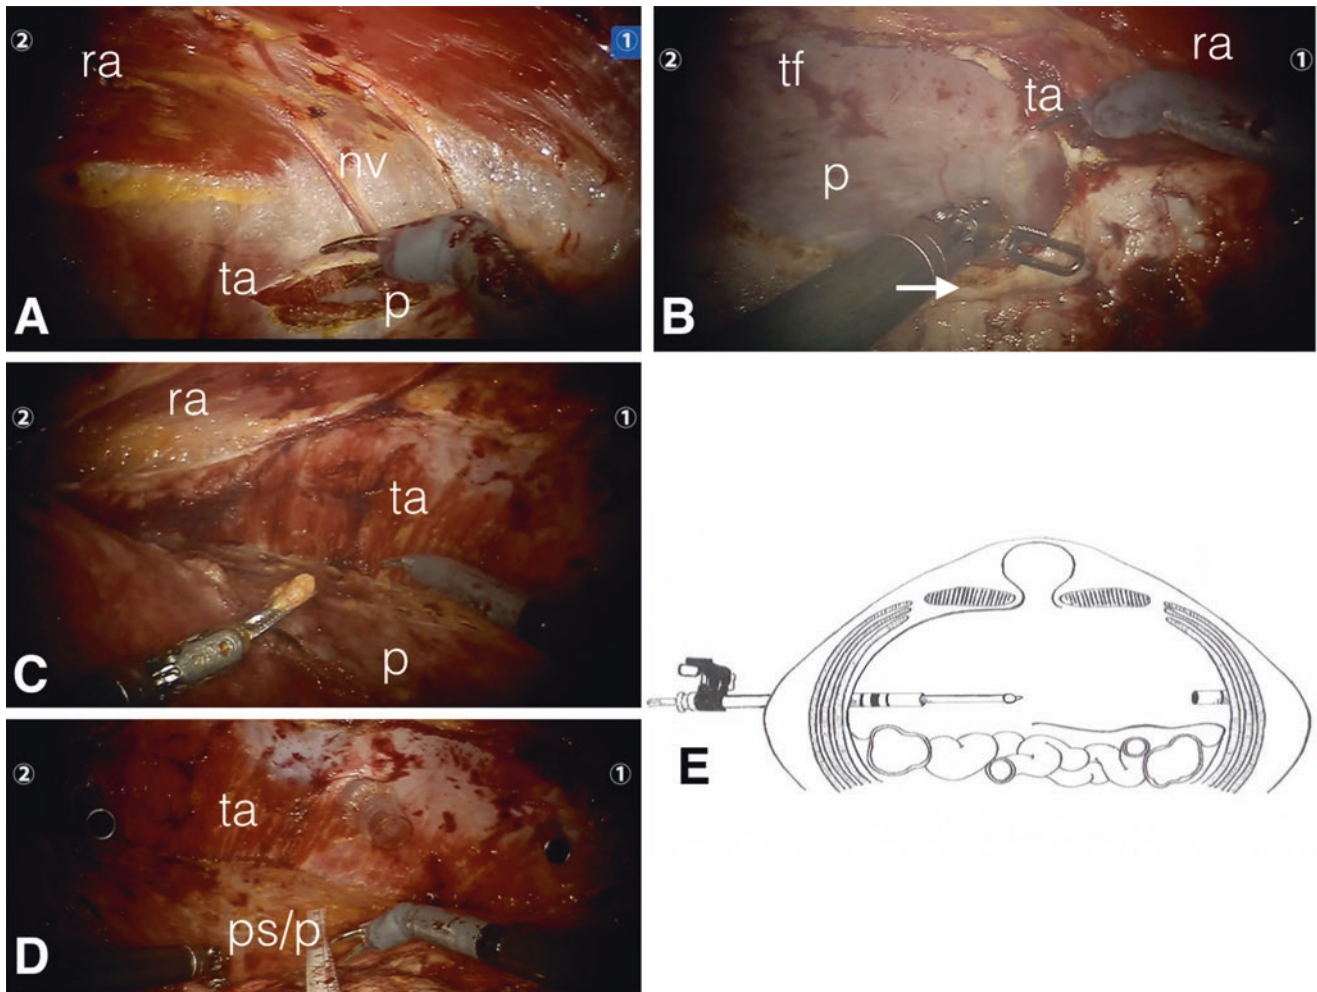 ② ra ①
nv
ta p
A
② tf ta ra ①
p
B
② ra ①
ta
p
C
② ①
ta
ps/p
D
E